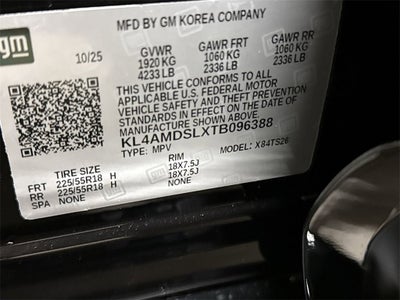 gm
MFD BY GM KOREA COMPANY
10/25 GVWR GAWR FRT GAWR RR
1920 KG 1060 KG 1060 KG
4233 LB 2336 LB 2336 LB
THIS VEHICLE CONFORMS TO ALL
APPLICABLE U.S. FEDERAL MOTOR
VEHICLE SAFETY AND THEFT PREVENTION
STANDARDS IN EFFECT ON THE DATE OF
MANUFACTURE SHOWN ABOVE.
KL4AMDSLXTB096388
TYPE: MPV MODEL: X84TS26
TIRE SIZE RIM
FRT 225/55R18 H 18X7.5J
RR 225/55R18 H 18X7.5J
SPA NONE NONE